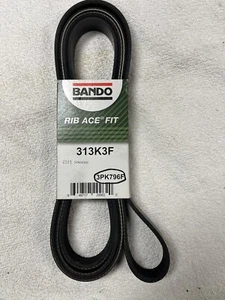 BANDO
RIB ACE® FIT
313K3F
3PK796F